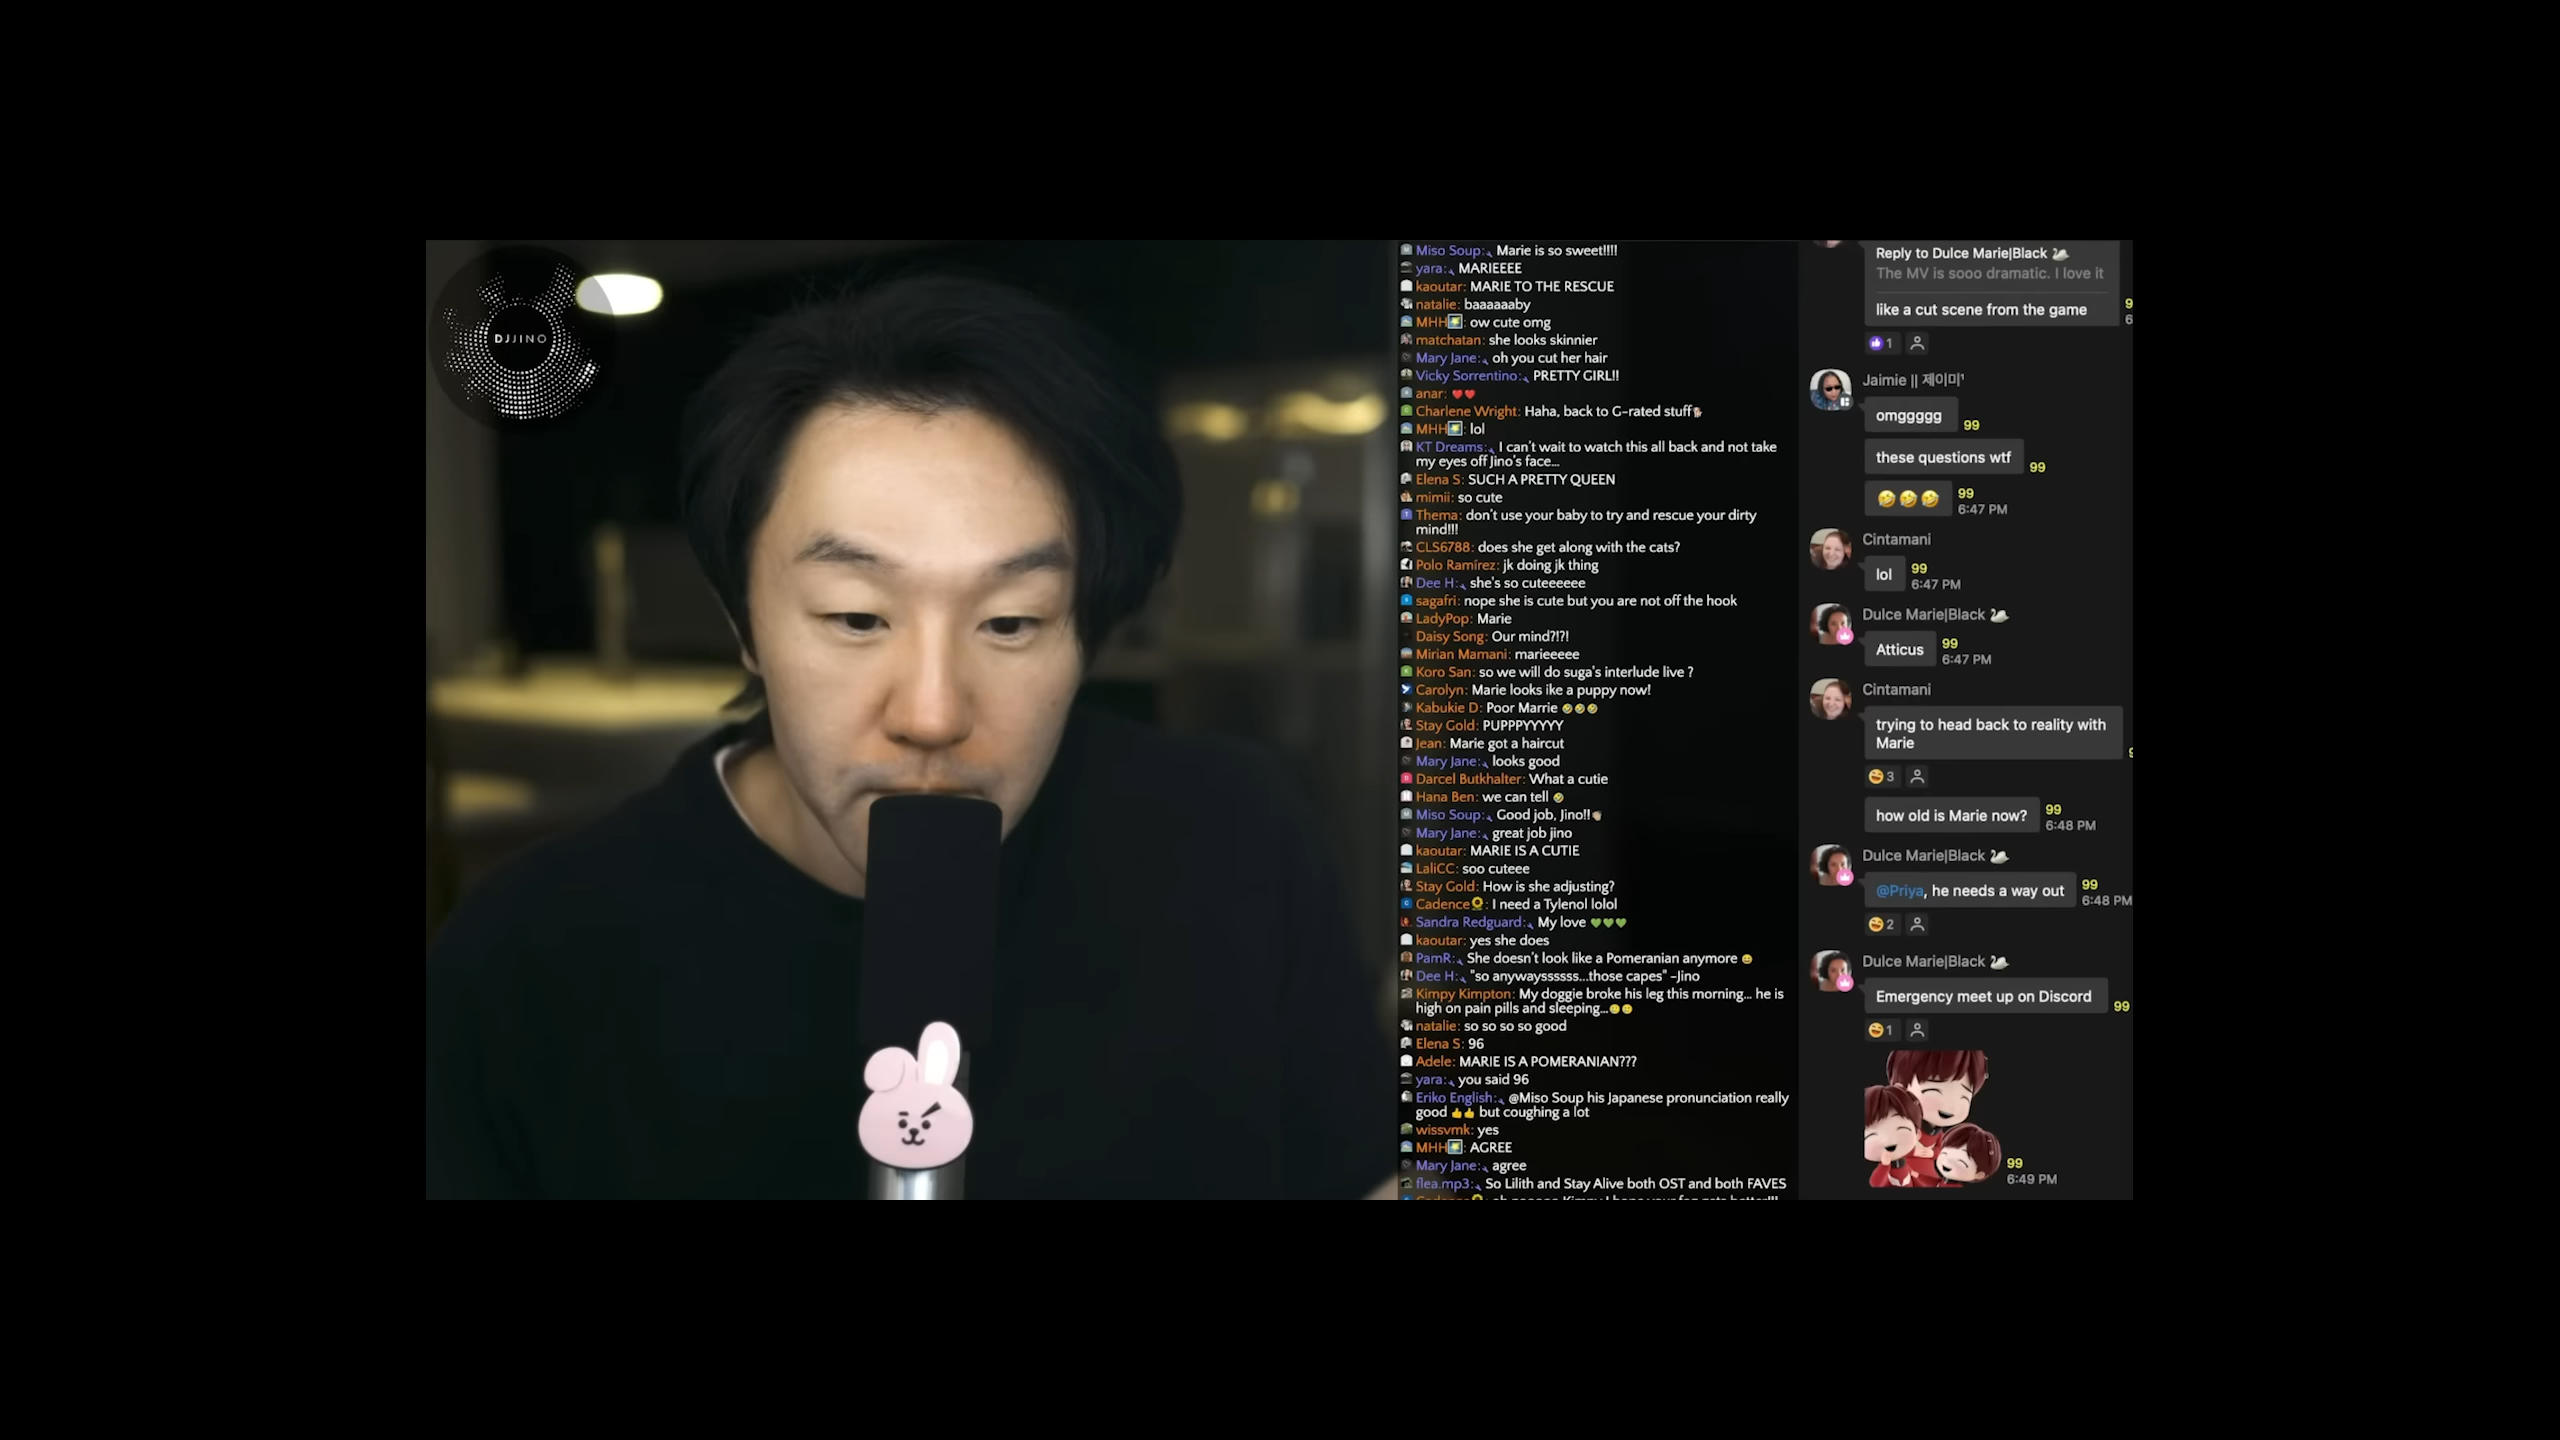 DJJINO
Miso Soup: Marie is so sweet!!!!
yara: MARIEEEE
kaoutar: MARIE TO THE RESCUE
natalie: baaaaaaby
MHH: ow cute omg
matchatan: she looks skinnier
Mary Jane: oh you cut her hair
Vicky Sorrentino: PRETTY GIRL!!
anar: ❤️❤️
Charlene Wright: Haha, back to G-rated stuff
MHH: lol
KT Dreams: I can't wait to watch this all back and not take
my eyes off Jino's face...
Elena S: SUCH A PRETTY QUEEN
mimii: so cute
Thema: don't use your baby to try and rescue your dirty
mind!!!
CLS6788: does she get along with the cats?
Polo Ramírez: jk doing jk thing
Dee H: she's so cuteeeeee
sagafri: nope she is cute but you are not off the hook
LadyPop: Marie
Daisy Song: Our mind?!?!
Mirian Mamani: marieeeee
Koro San: so we will do suga's interlude live ?
Carolyn: Marie looks ike a puppy now!
Kabukie D: Poor Marrie 🤣🤣🤣
Stay Gold: PUPPPYYYYY
Jean: Marie got a haircut
Mary Jane: looks good
Darcel Butkhalter: What a cutie
Hana Ben: we can tell 🤣
Miso Soup: Good job, Jino!!
Mary Jane: great job jino
kaoutar: MARIE IS A CUTIE
LaliCC: soo cuteee
Stay Gold: How is she adjusting?
Cadence🌻: I need a Tylenol lolol
Sandra Redguard: My love 💚💚💚
kaoutar: yes she does
PamR: She doesn't look like a Pomeranian anymore 😄
Dee H: "so anywayssssss...those capes" -Jino
Kimpy Kimpton: My doggie broke his leg this morning... he is
high on pain pills and sleeping...
natalie: so so so so good
Elena S: 96
Adele: MARIE IS A POMERANIAN???
yara: you said 96
Eriko English: @Miso Soup his Japanese pronunciation really
good 👍👍 but coughing a lot
wissvmk: yes
MHH: AGREE
Mary Jane: agree
flea.mp3: So Lilith and Stay Alive both OST and both FAVES
Reply to Dulce Marie|Black 🦢
The MV is sooo dramatic. I love it
like a cut scene from the game
1
Jaimie || 제이미¹
omggggg
99
these questions wtf
99
🤣🤣🤣
99
6:47 PM
Cintamani
lol
99
6:47 PM
Dulce Marie|Black 🦢
Atticus
99
6:47 PM
Cintamani
trying to head back to reality with
Marie
3
how old is Marie now?
99
6:48 PM
Dulce Marie|Black 🦢
@Priya, he needs a way out
99
6:48 PM
2
Dulce Marie|Black 🦢
Emergency meet up on Discord
99
1
99
6:49 PM